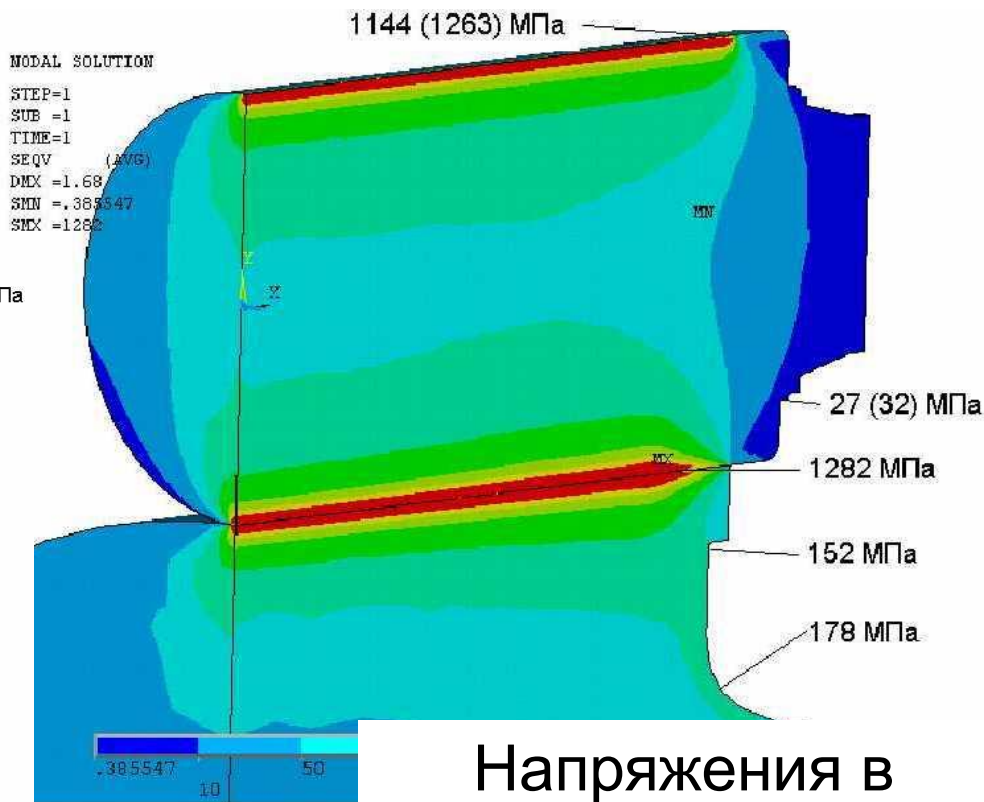 1144 (1263) МПа
NODAL SOLUTION
STEP=1
SUB =1
TIME=1
SEQV (AVG)
DMX =1.68
SMN =.385547
SMX =1282
MN
Па
Y
X
27 (32) МПа
MX
1282 МПа
152 МПа
178 МПа
.385547
50
10
Напряжения в